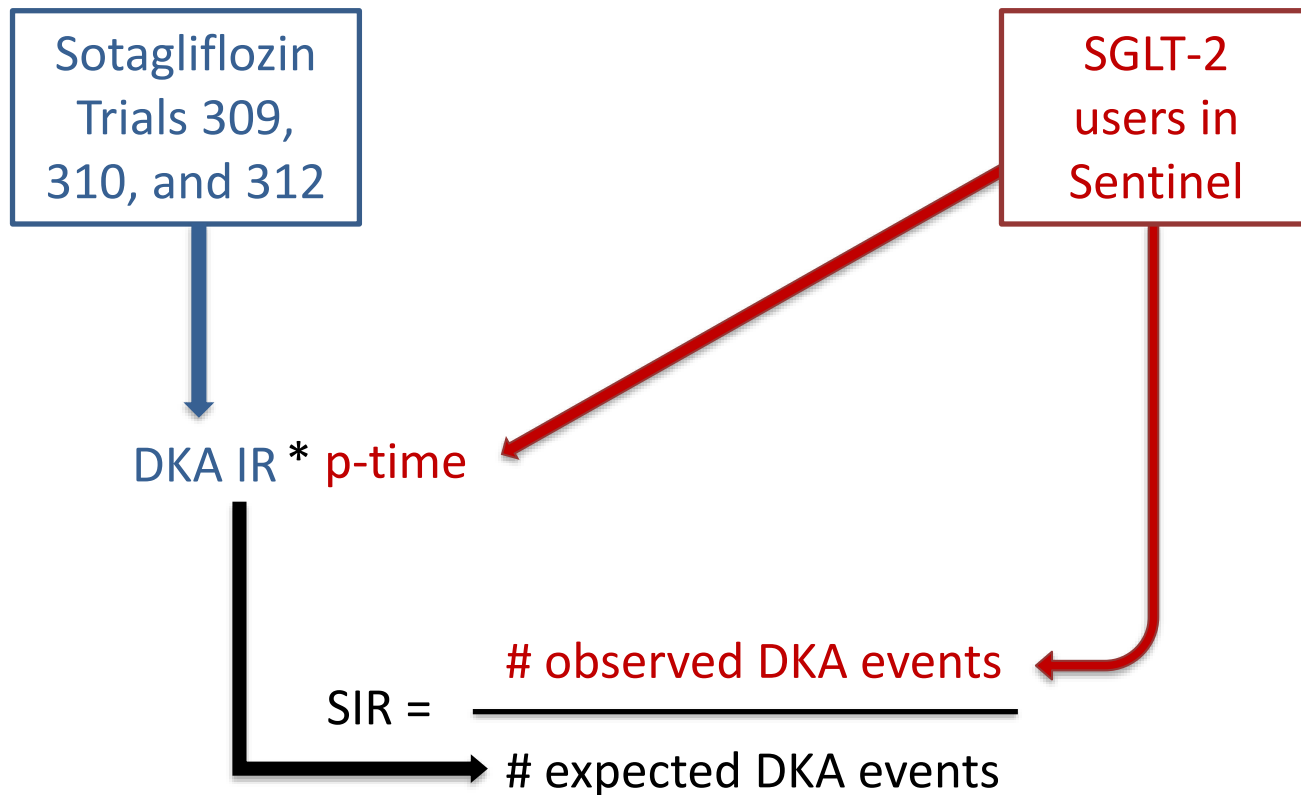 Sotagliflozin
Trials 309,
310, and 312
SGLT-2
users in
Sentinel
DKA IR * p-time
# observed DKA events
SIR =
# expected DKA events